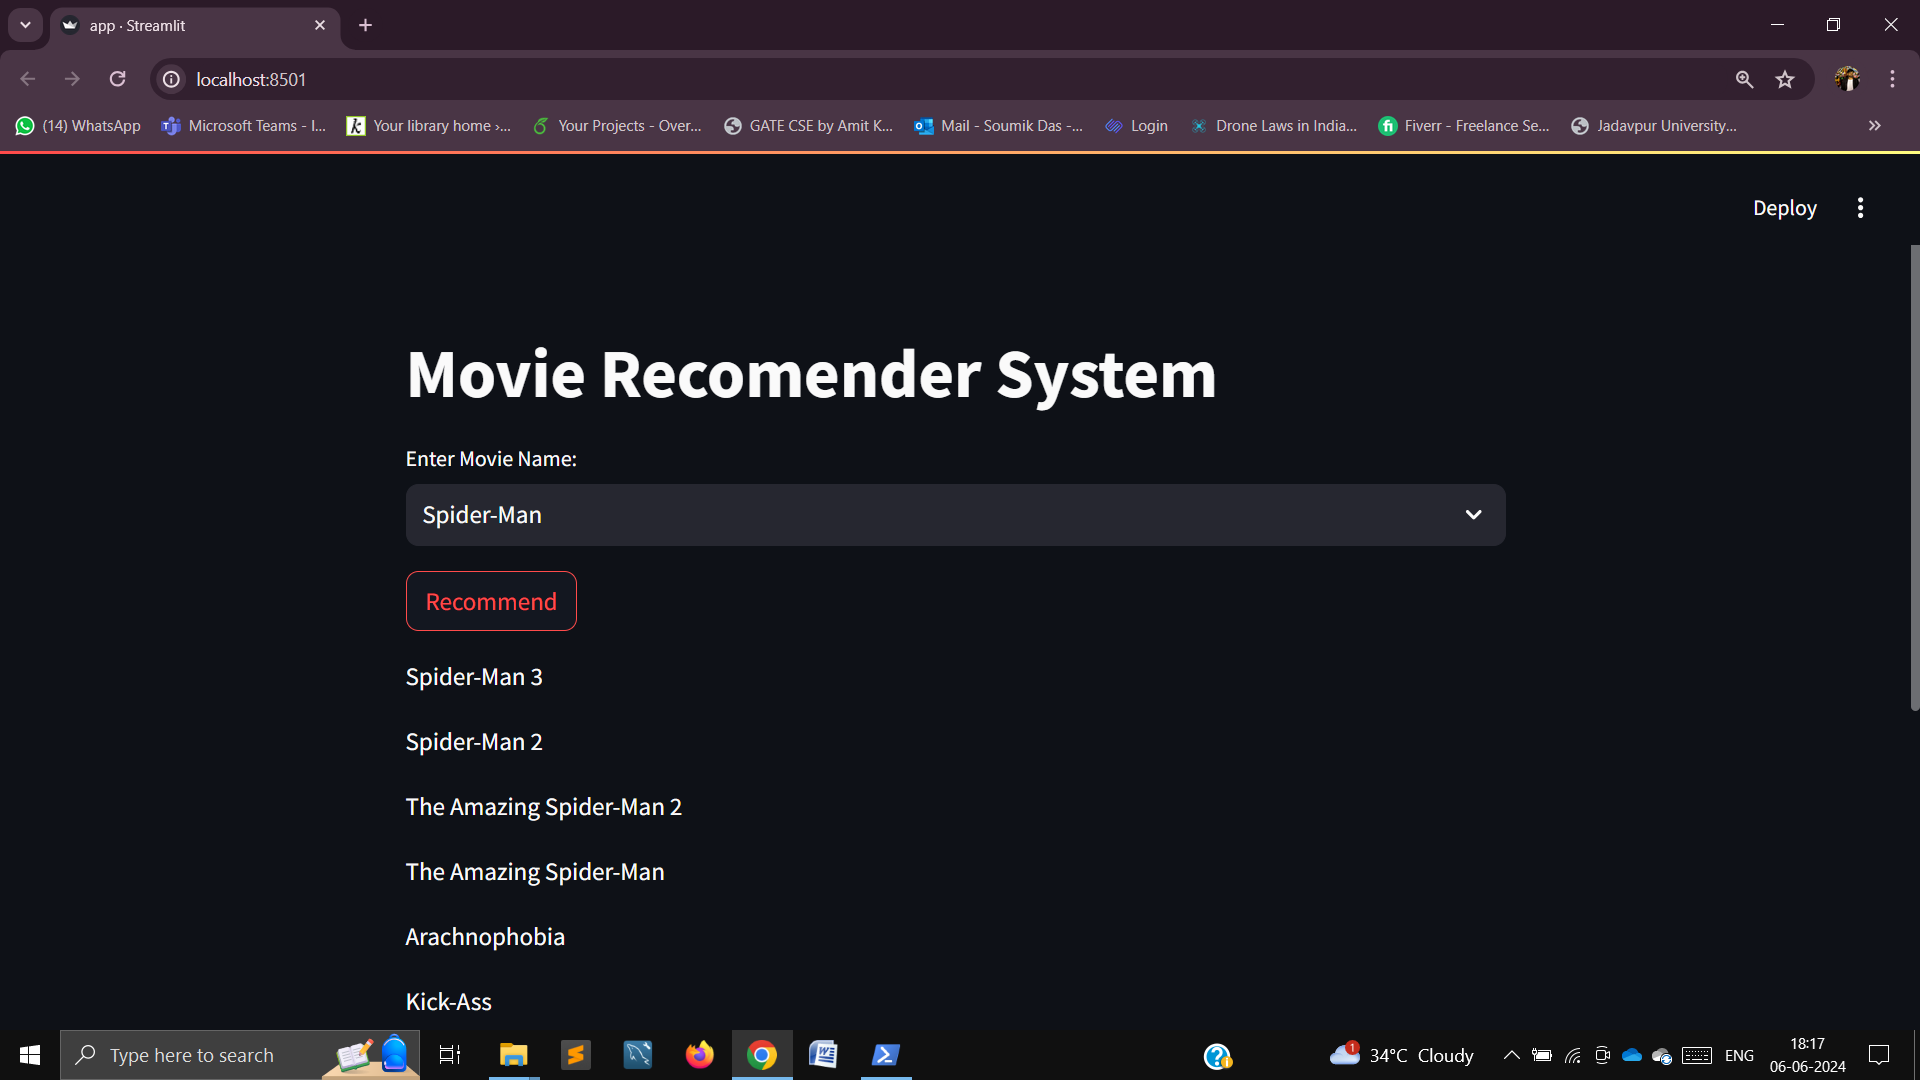 app · Streamlit
localhost:8501
(14) WhatsApp Microsoft Teams - I... Your library home ›... Your Projects - Over... GATE CSE by Amit K... Mail - Soumik Das -... Login Drone Laws in India... Fiverr - Freelance Se... Jadavpur University...
Deploy
Movie Recomender System
Enter Movie Name:
Spider-Man
Recommend
Spider-Man 3
Spider-Man 2
The Amazing Spider-Man 2
The Amazing Spider-Man
Arachnophobia
Kick-Ass
Type here to search
1
34°C Cloudy
ENG
18:17
06-06-2024